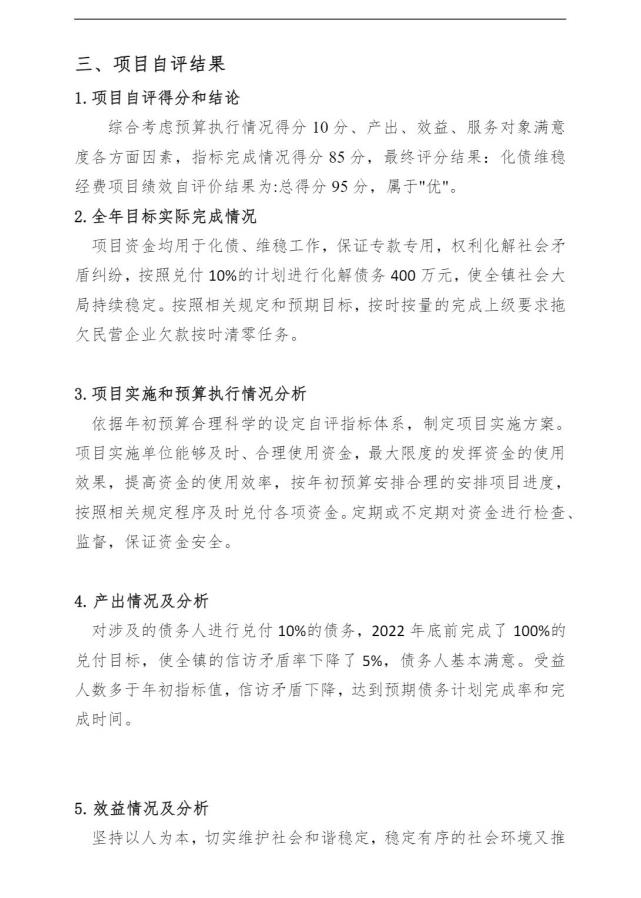 三、项目自评结果
1.项目自评得分和结论
综合考虑预算执行情况得分 10 分、产出、效益、服务对象满意
度各方面因素，指标完成情况得分 85 分，最终评分结果：化债维稳
经费项目绩效自评价结果为:总得分 95 分，属于"优"。
2.全年目标实际完成情况
项目资金均用于化债、维稳工作，保证专款专用，权利化解社会矛
盾纠纷，按照兑付 10%的计划进行化解债务 400 万元，使全镇社会大
局持续稳定。按照相关规定和预期目标，按时按量的完成上级要求拖
欠民营企业欠款按时清零任务。
3.项目实施和预算执行情况分析
依据年初预算合理科学的设定自评指标体系，制定项目实施方案。
项目实施单位能够及时、合理使用资金，最大限度的发挥资金的使用
效果，提高资金的使用效率，按年初预算安排合理的安排项目进度，
按照相关规定程序及时兑付各项资金。定期或不定期对资金进行检查、
监督，保证资金安全。
4.产出情况及分析
对涉及的债务人进行兑付 10%的债务，2022 年底前完成了 100%的
兑付目标，使全镇的信访矛盾率下降了 5%，债务人基本满意。受益
人数多于年初指标值，信访矛盾下降，达到预期债务计划完成率和完
成时间。
5.效益情况及分析
坚持以人为本，切实维护社会和谐稳定，稳定有序的社会环境又推